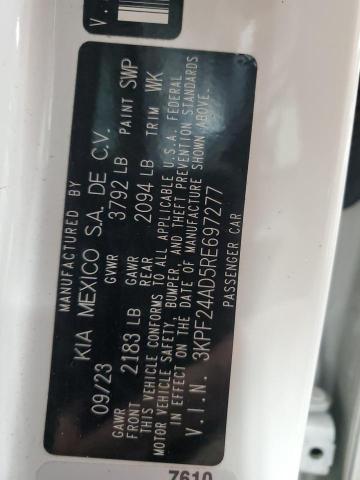 MANUFACTURED BY
KIA MEXICO S.A. DE C.V.
09/23 GVWR 3792 LB PAINT SWP
GAWR FRONT 2183 LB GAWR REAR 2094 LB TRIM WK
THIS VEHICLE CONFORMS TO ALL APPLICABLE U.S.A. FEDERAL
MOTOR VEHICLE SAFETY, BUMPER, AND THEFT PREVENTION STANDARDS
IN EFFECT ON THE DATE OF MANUFACTURE SHOWN ABOVE.
V.I.N. 3KPF24AD5RE697277
PASSENGER CAR
V.
7610